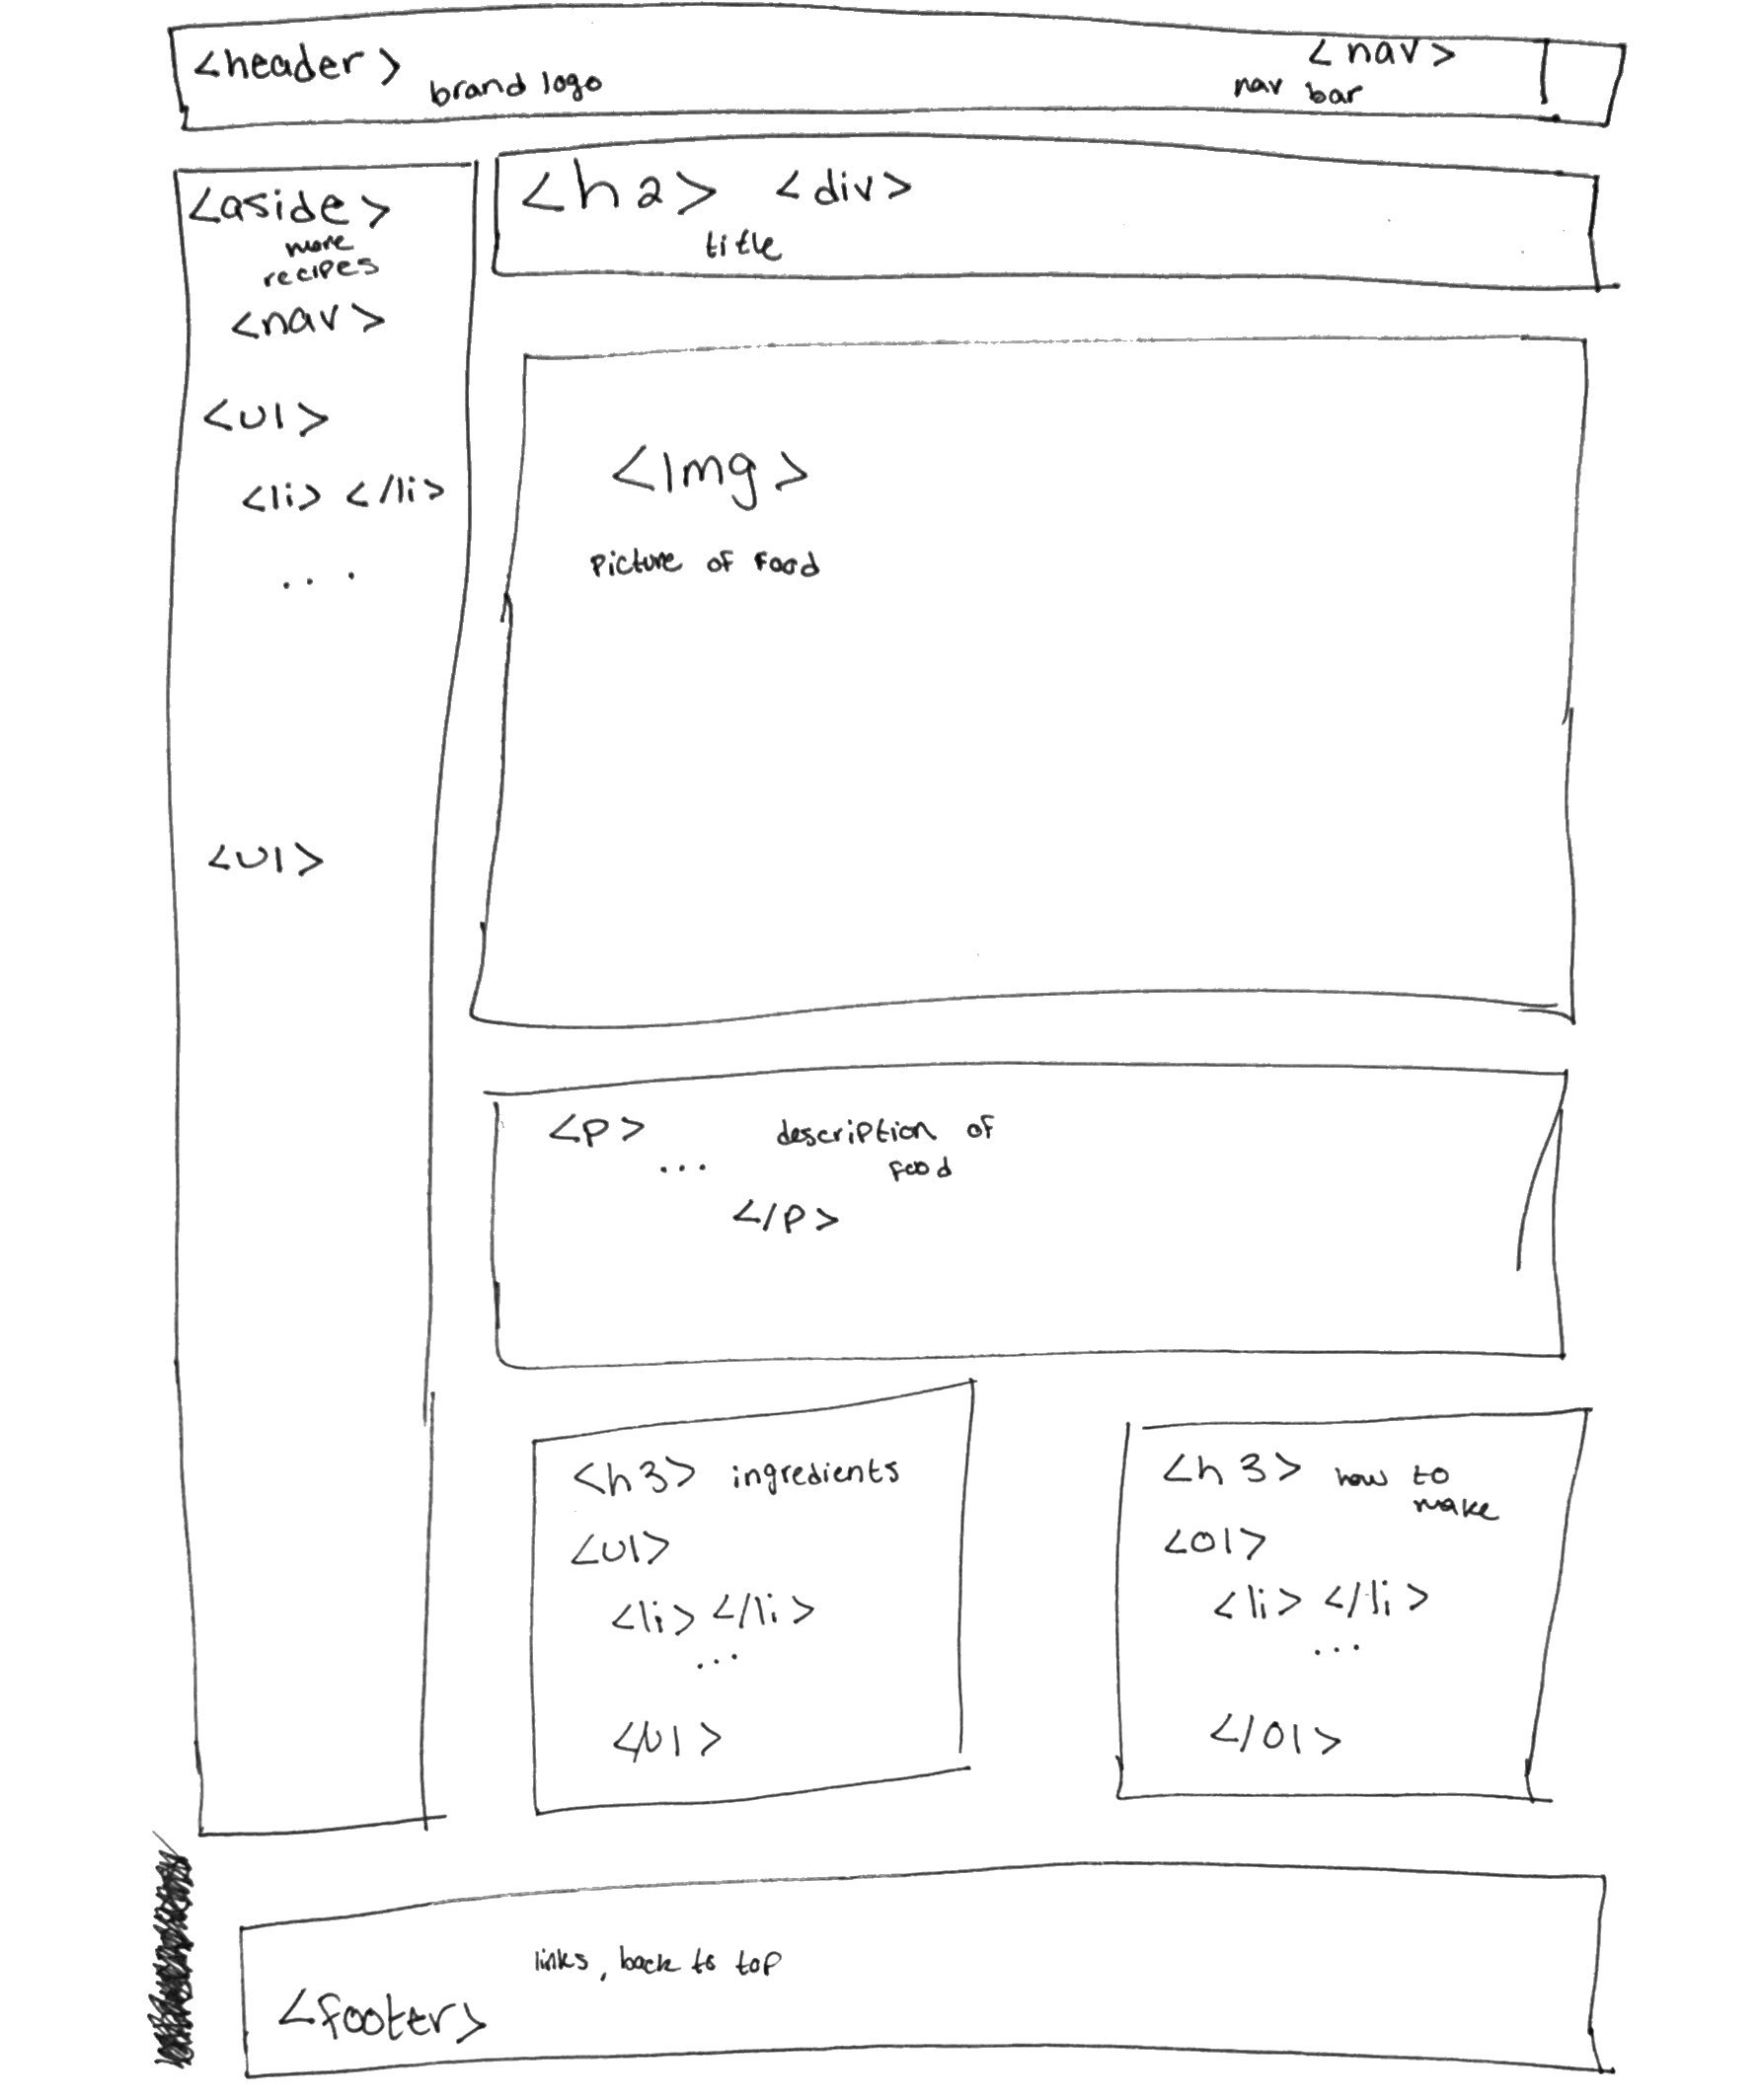 <header>
brand logo
<nav>
nav bar
<aside>
more
recipes
<nav>
<ul>
<li> </li>
...
<ul>
<h2> <div>
title
<Img>
picture of food
<p> description of
... food
</p>
<h3> ingredients
<ul>
<li> </li>
...
</ul>
<h3> how to
make
<ol>
<li> </li>
...
</ol>
links, back to top
<footer>